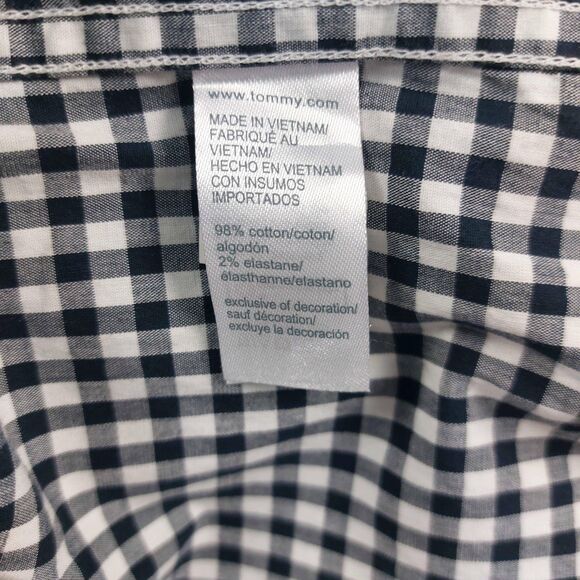 www.tommy.com
MADE IN VIETNAM/
FABRIQUÉ AU
VIETNAM/
HECHO EN VIETNAM
CON INSUMOS
IMPORTADOS
98% cotton/coton/
algodón
2% elastane/
élasthanne/elastano
exclusive of decoration/
sauf décoration/
excluye la decoración